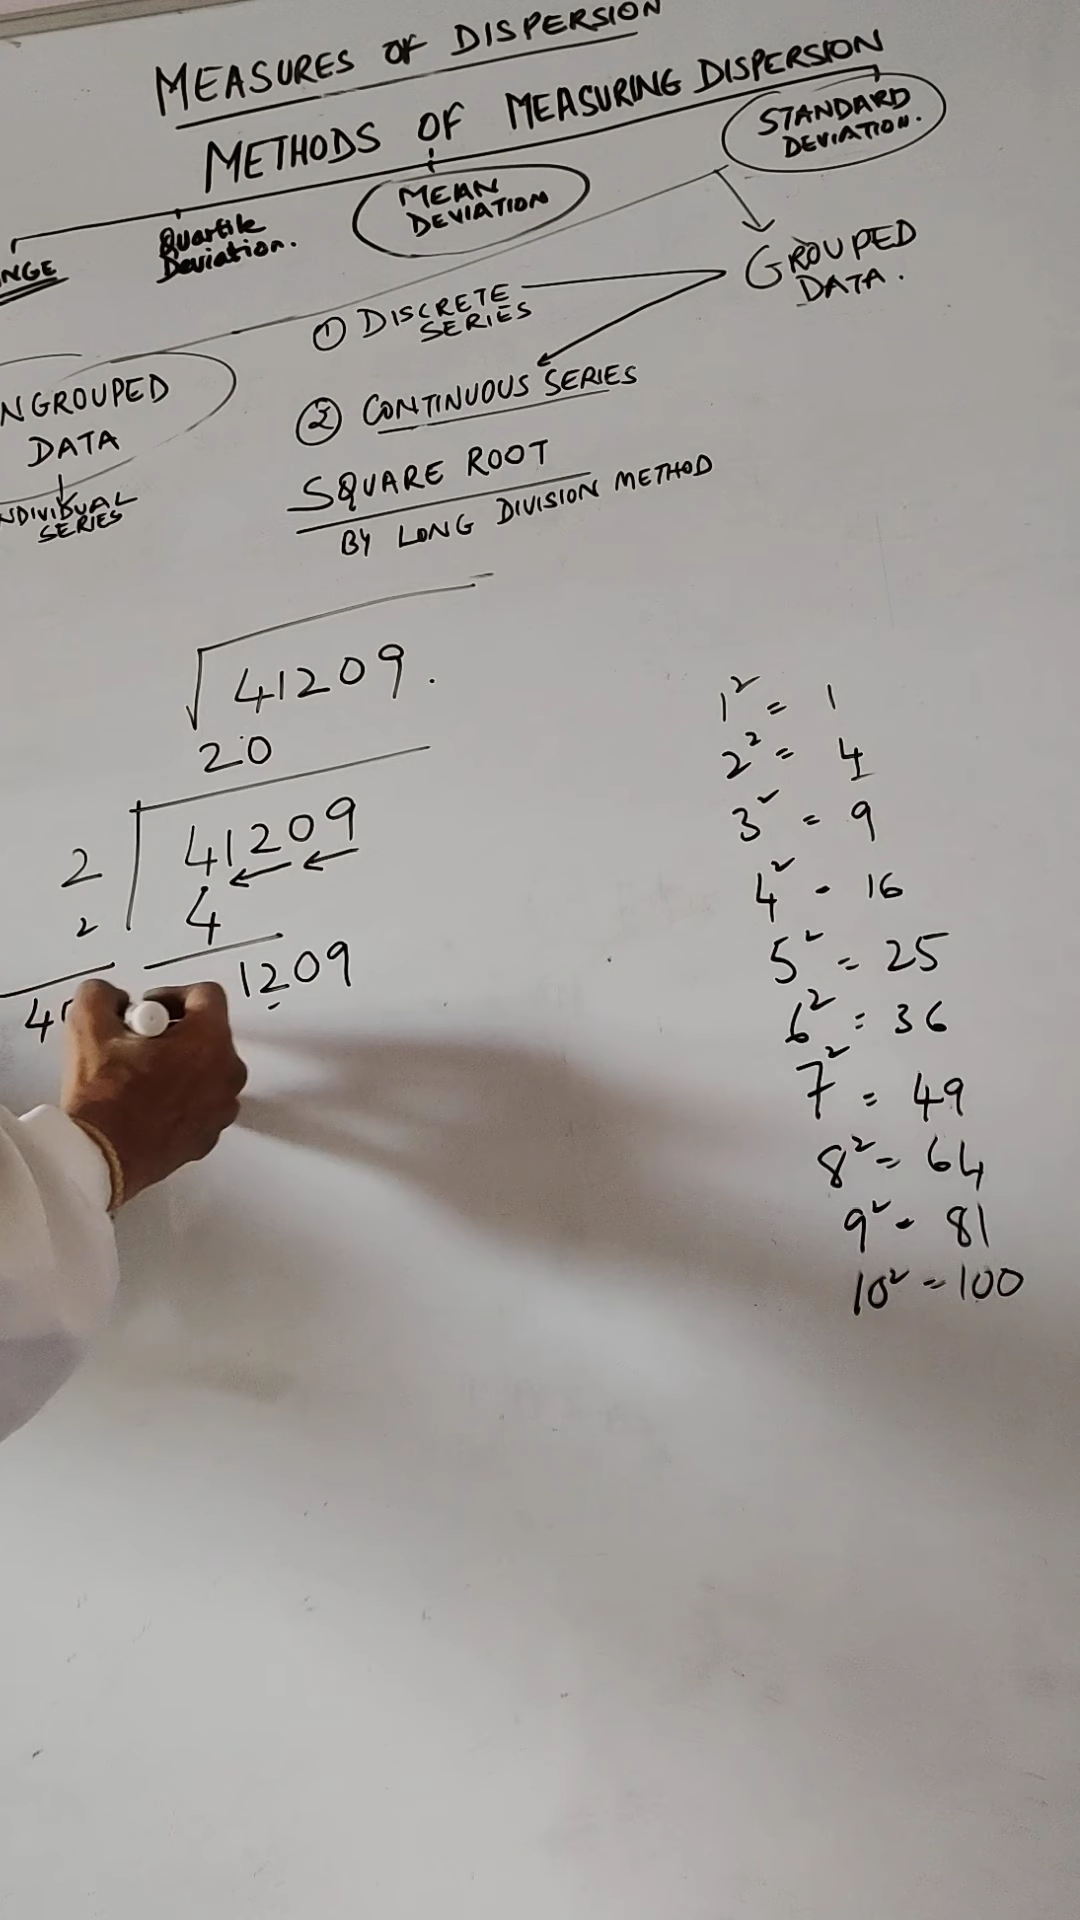 MEASURES OF DISPERSION
METHODS OF MEASURING DISPERSION
STANDARD
DEVIATION.
MEAN
DEVIATION
Quartile
Deviation.
NGE
GROUPED
DATA.
① DISCRETE
SERIES
NGROUPED
DATA
② CONTINUOUS SERIES
NDIVIDUAL
SERIES
SQUARE ROOT
BY LONG DIVISION METHOD
√41209.
20
2 41209
2 4
1209
4
1² = 1
2² = 4
3² = 9
4² - 16
5² = 25
6² = 36
7² = 49
8² = 64
9² - 81
10² = 100